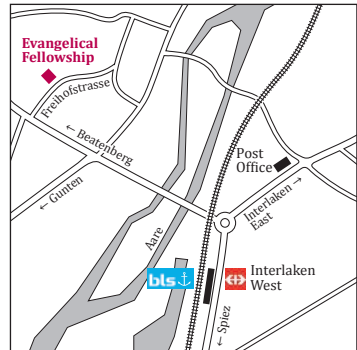 Evangelical
Fellowship
Freihofstrasse
← Beatenberg
← Gunten
Aare
Post
Office
Interlaken →
East
bls
Interlaken
West
← Spiez